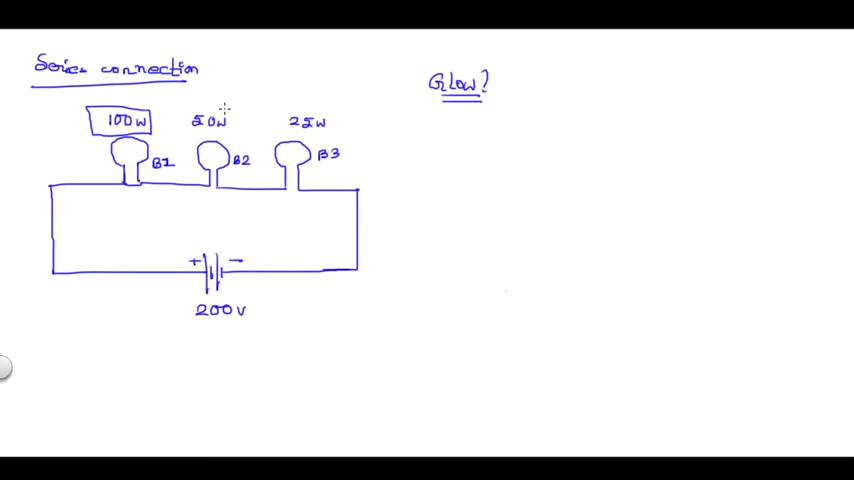 Series connection
Glow?
100W 50W 25W
B1 B2 B3
+ −
200V